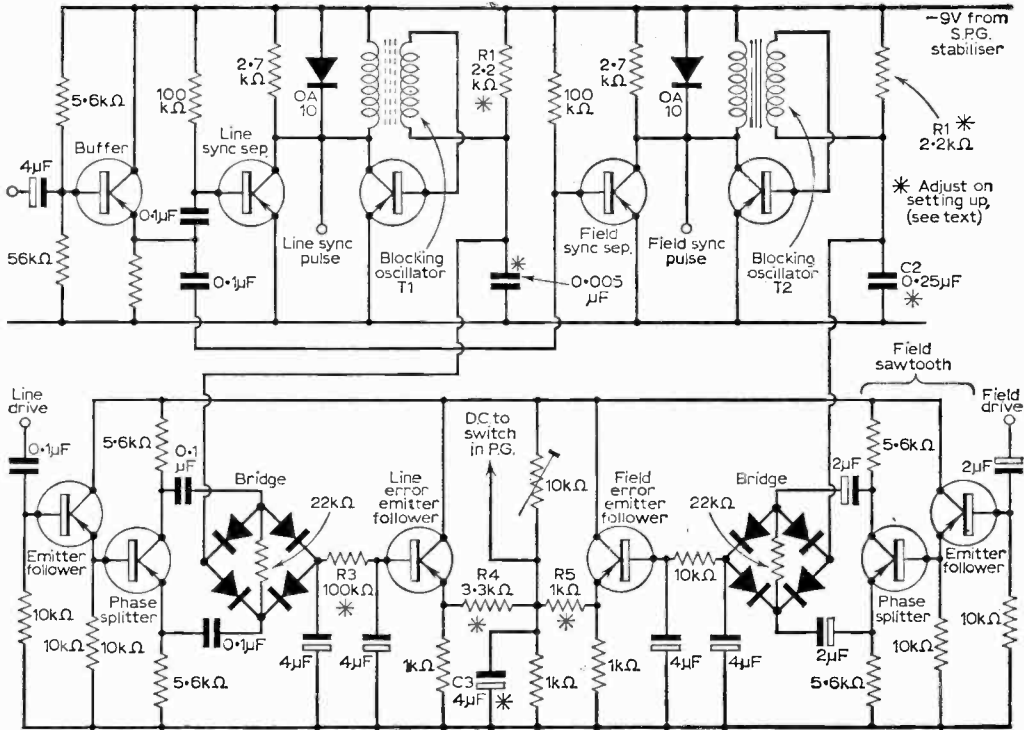 -9V from
S.P.G.
stabiliser
5·6kΩ
100
kΩ
2·7
kΩ
OA
10
R1
2·2
kΩ
*
100
kΩ
2·7
kΩ
OA
10
R1 *
2·2kΩ
4µF
Buffer
Line
sync sep.
* Adjust on
setting up,
(see text)
0·1µF
56kΩ
0·1µF
Line sync
pulse
Blocking
oscillator
T1
*
0·005
µF
Field
sync sep.
Field sync
pulse
Blocking
oscillator
T2
C2
0·25µF
*
Line
drive
0·1µF
5·6kΩ
0·1
µF
Bridge
22kΩ
Line error
emitter
follower
D.C. to
switch
in P.G.
10kΩ
Field error
emitter
follower
Bridge
22kΩ
2µF
Field
sawtooth
5·6kΩ
Field
drive
2µF
Emitter
follower
Phase
splitter
R3
100kΩ
*
R4
3·3kΩ
*
R5
1kΩ
*
10kΩ
Phase
splitter
Emitter
follower
10kΩ
10kΩ
0·1µF
5·6kΩ
4µF
4µF
1kΩ
C3
4µF
*
1kΩ
1kΩ
4µF
4µF
2µF
5·6kΩ
10kΩ
10kΩ